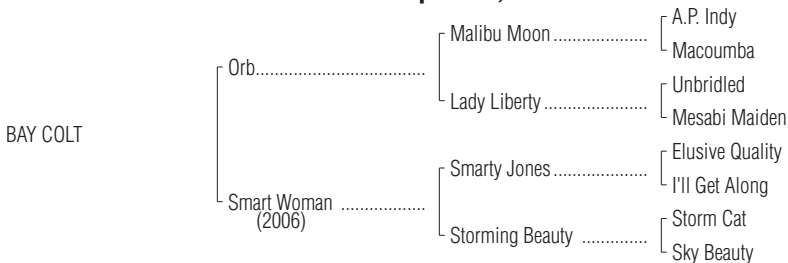 A.P. Indy
Malibu Moon ........................
Macoumba
Orb...........................................
Unbridled
Lady Liberty ..........................
Mesabi Maiden
BAY COLT
Elusive Quality
Smarty Jones ........................
I'll Get Along
Smart Woman .....................
(2006)
Storm Cat
Storming Beauty ................
Sky Beauty